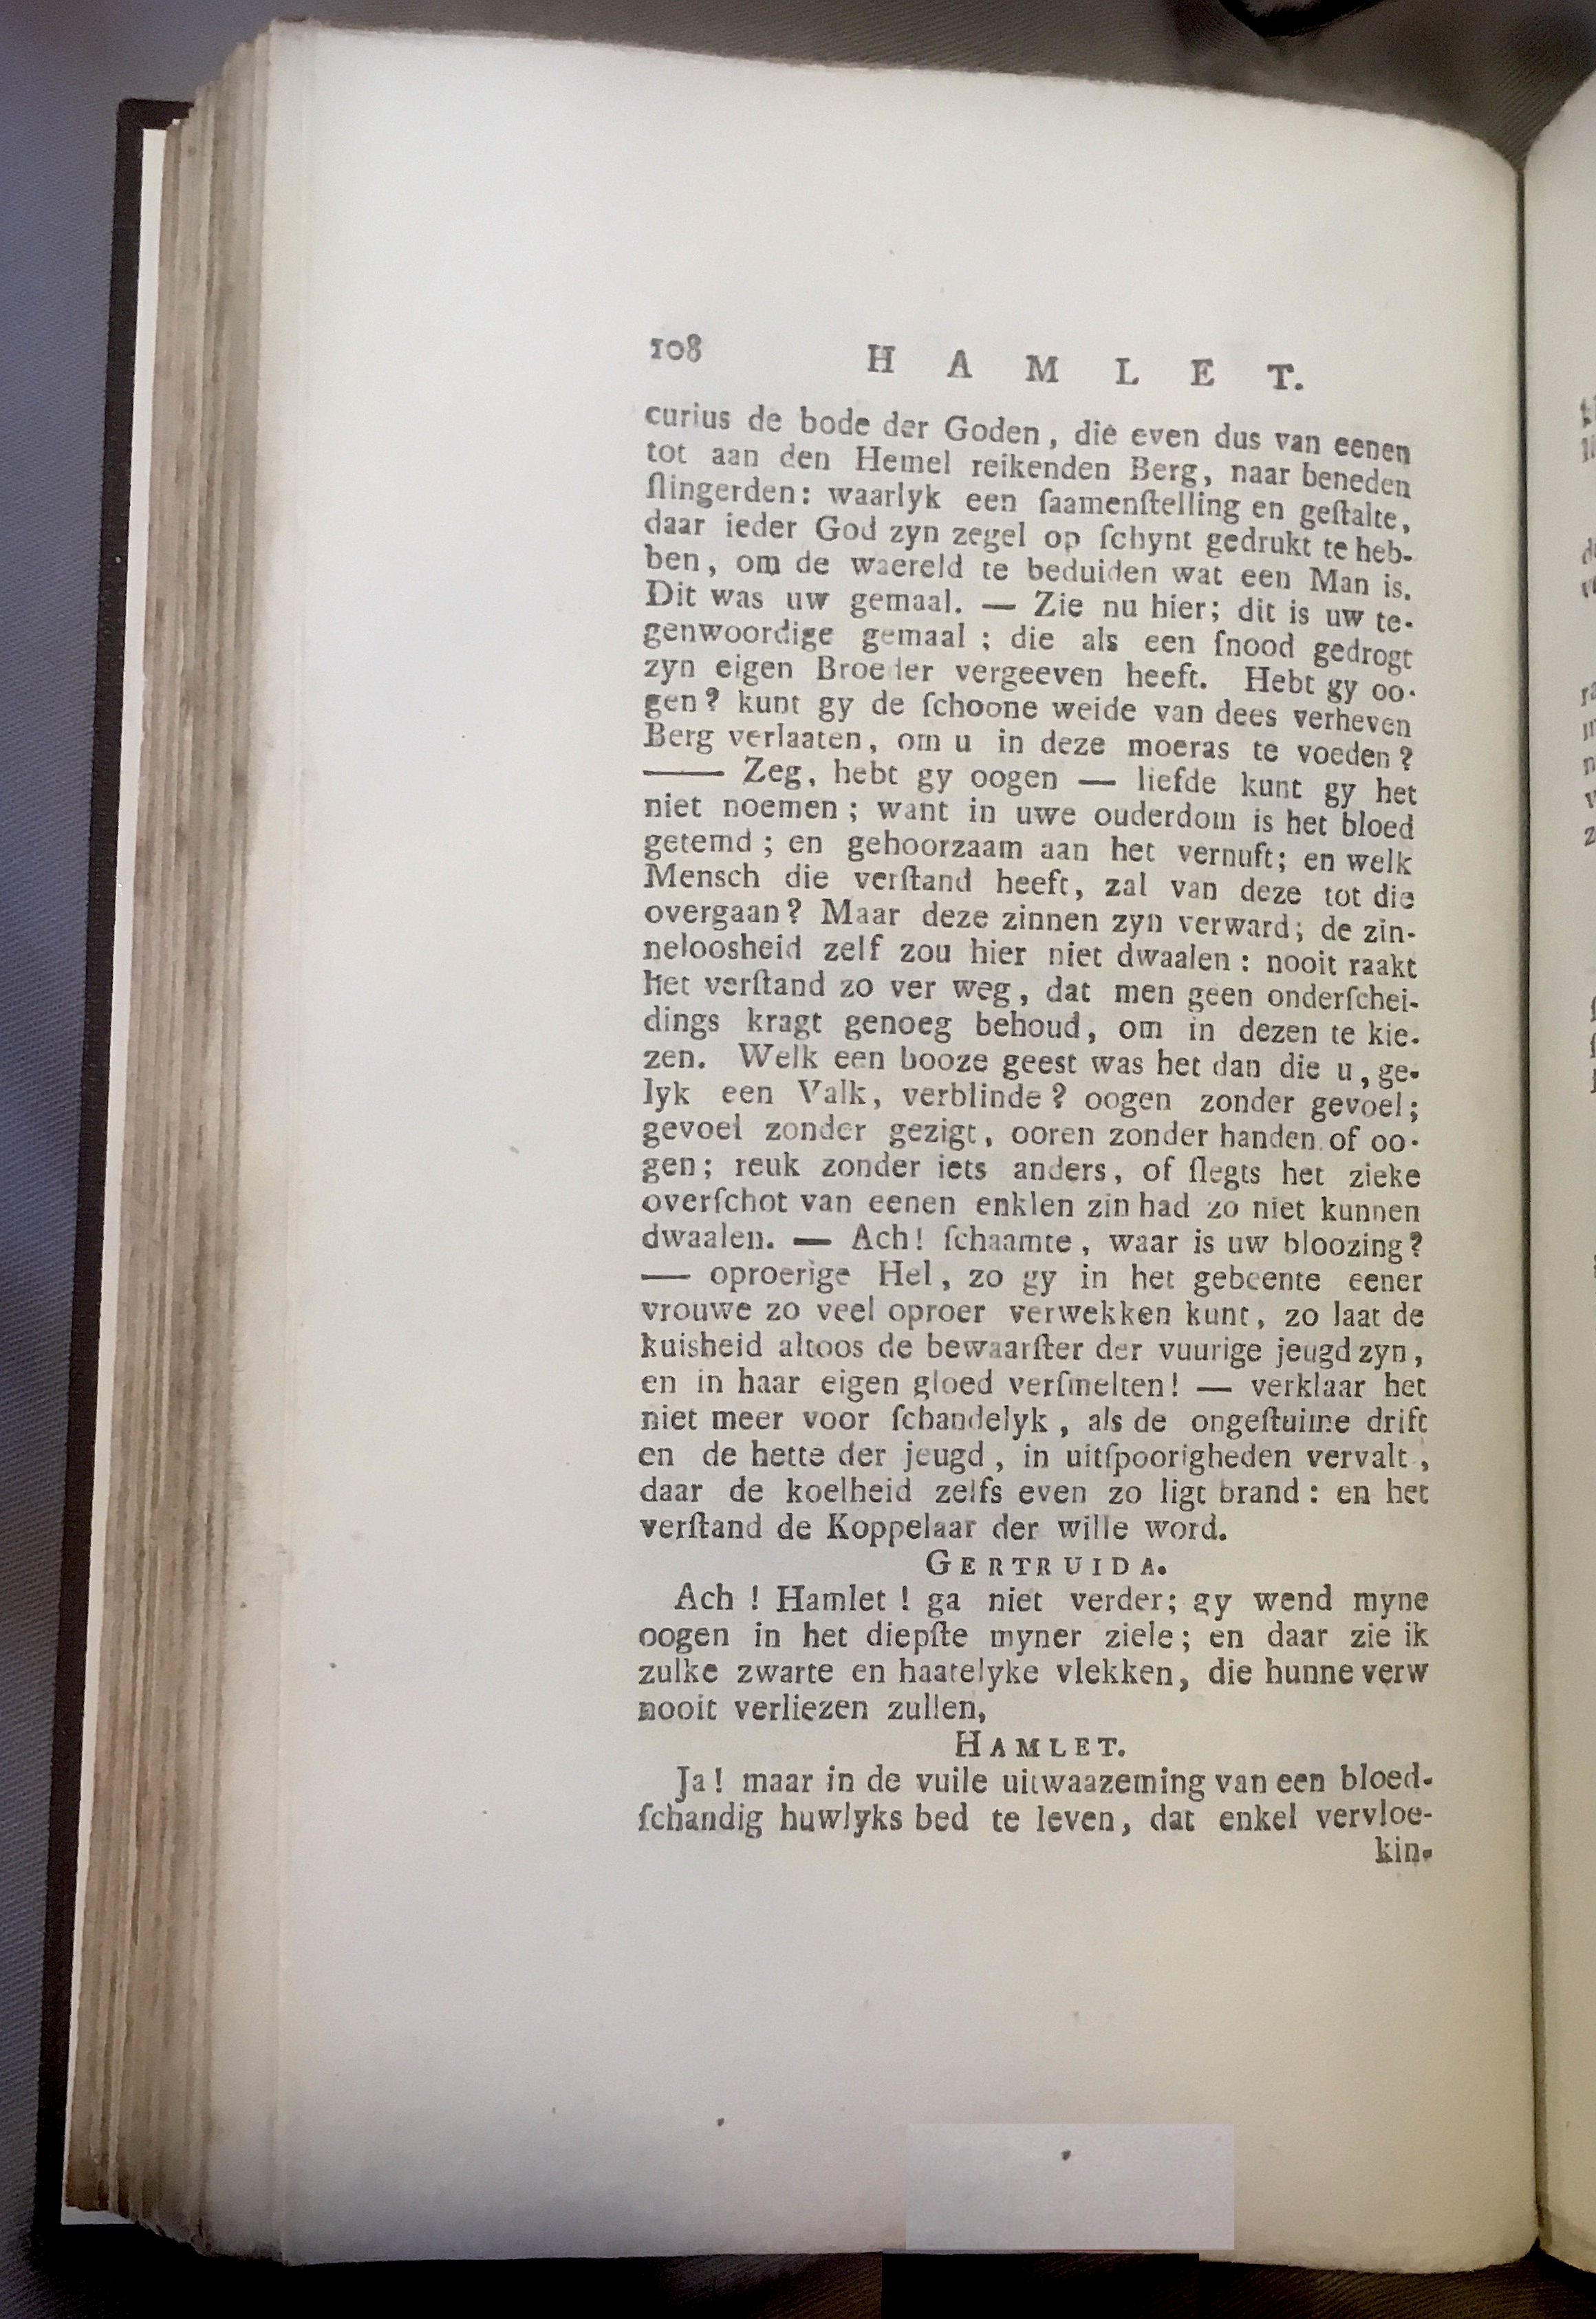 108 HAMLET.
curius de bode der Goden, die even dus van eenen
tot aan den Hemel reikenden Berg, naar beneden
ſlingerden: waarlyk een ſaamenſtelling en geſtalte,
daar ieder God zyn zegel op ſchynt gedrukt te heb-
ben, om de waereld te beduiden wat een Man is.
Dit was uw gemaal. — Zie nu hier; dit is uw te-
genwoordige gemaal; die als een ſnood gedrogt
zyn eigen Broeder vergeeven heeft. Hebt gy oo-
gen? kunt gy de ſchoone weide van dees verheven
Berg verlaaten, om u in deze moeras te voeden?
—— Zeg, hebt gy oogen — liefde kunt gy het
niet noemen; want in uwe ouderdom is het bloed
getemd; en gehoorzaam aan het vernuft; en welk
Mensch die verſtand heeft, zal van deze tot die
overgaan? Maar deze zinnen zyn verward; de zin-
neloosheid zelf zou hier niet dwaalen: nooit raakt
het verſtand zo ver weg, dat men geen onderſchei-
dings kragt genoeg behoud, om in dezen te kie-
zen. Welk een booze geest was het dan die u, ge-
lyk een Valk, verblinde? oogen zonder gevoel;
gevoel zonder gezigt, ooren zonder handen of oo-
gen; reuk zonder iets anders, of ſlegts het zieke
overſchot van eenen enklen zin had zo niet kunnen
dwaalen. — Ach! ſchaamte, waar is uw bloozing?
— oproerige Hel, zo gy in het gebeente eener
vrouwe zo veel oproer verwekken kunt, zo laat de
kuisheid altoos de bewaarſter der vuurige jeugd zyn,
en in haar eigen gloed verſmelten! — verklaar het
niet meer voor ſchandelyk, als de ongeſtuime drift
en de hette der jeugd, in uitſpoorigheden vervalt,
daar de koelheid zelfs even zo ligt brand: en het
verſtand de Koppelaar der wille word.
GERTRUIDA.
Ach! Hamlet! ga niet verder; gy wend myne
oogen in het diepſte myner ziele; en daar zie ik
zulke zwarte en haatelyke vlekken, die hunne verw
nooit verliezen zullen,
HAMLET.
Ja! maar in de vuile uitwaazeming van een bloed-
ſchandig huwlyks bed te leven, dat enkel vervloe-
kin-